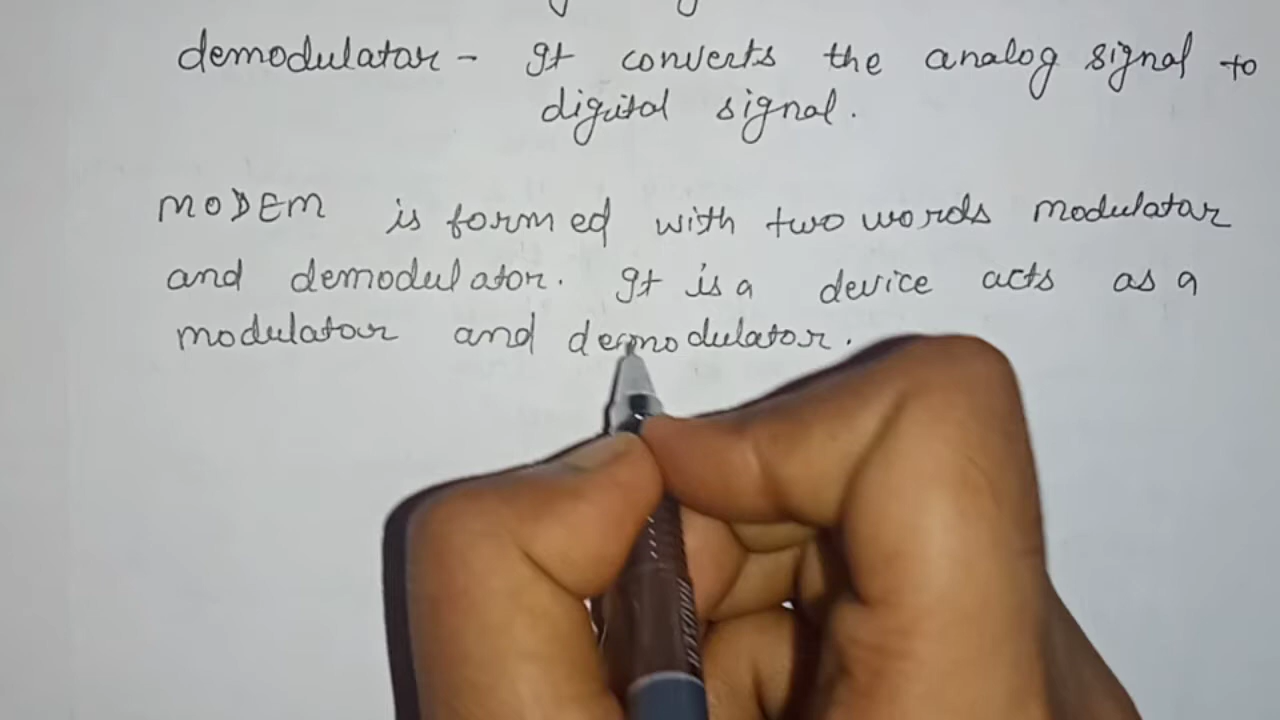 demodulatar - It converts the analog signal to
digital signal.
MODEM is formed with two words modulatar
and demodulator. It is a device acts as a
modulator and demodulator.